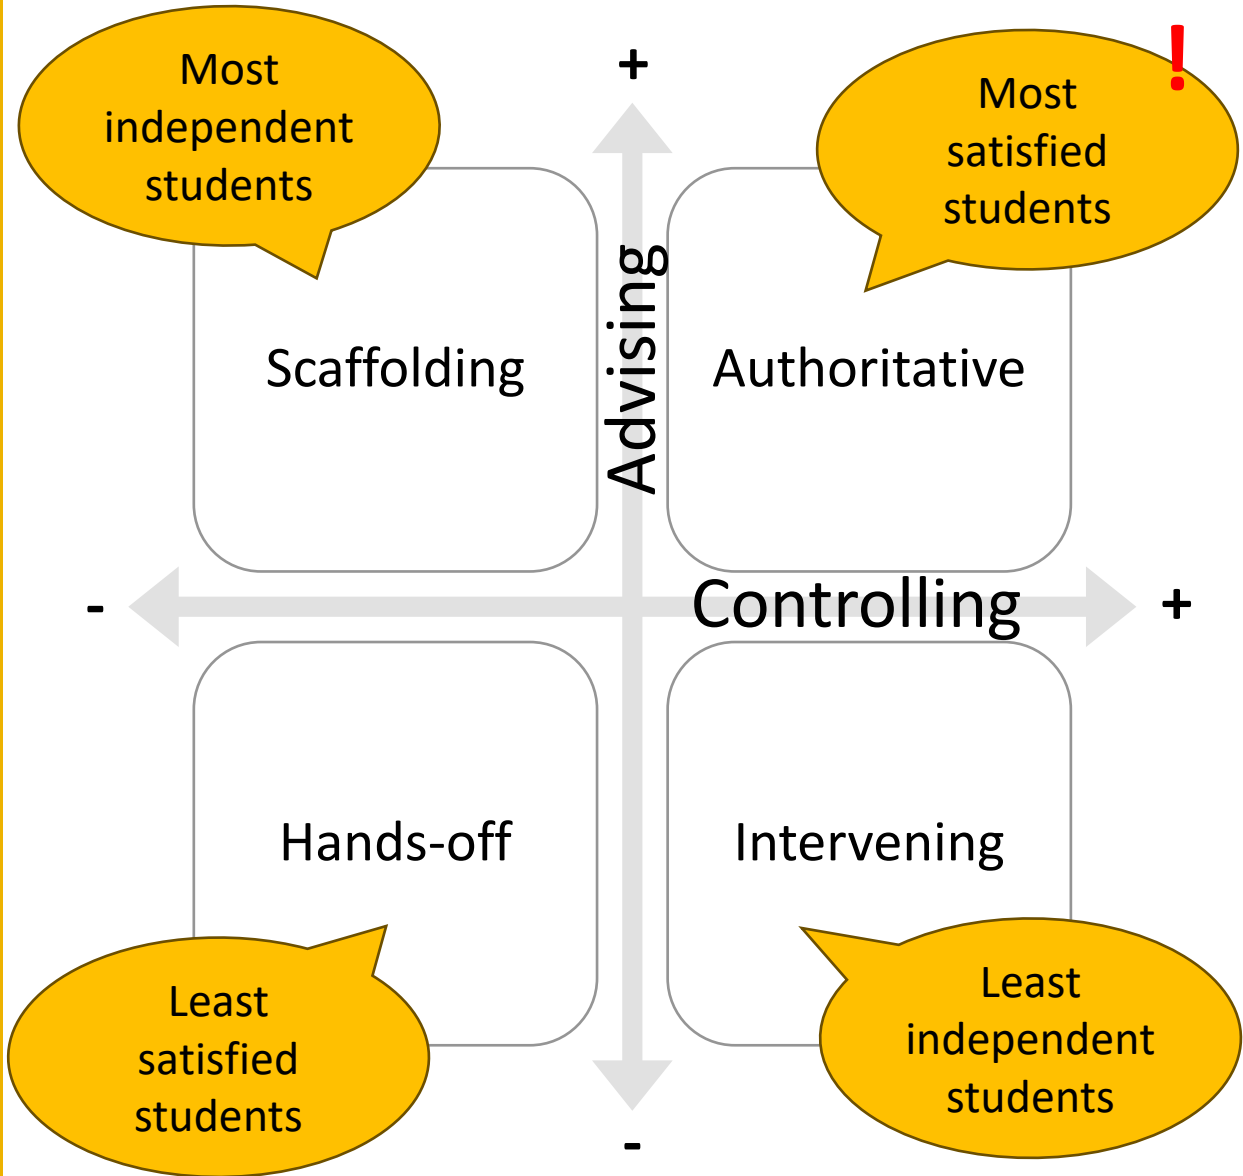 Most
independent
students
+
!
Most
satisfied
students
Scaffolding
Advising
Authoritative
-
Controlling
+
Hands-off
Intervening
Least
satisfied
students
Least
independent
students
-